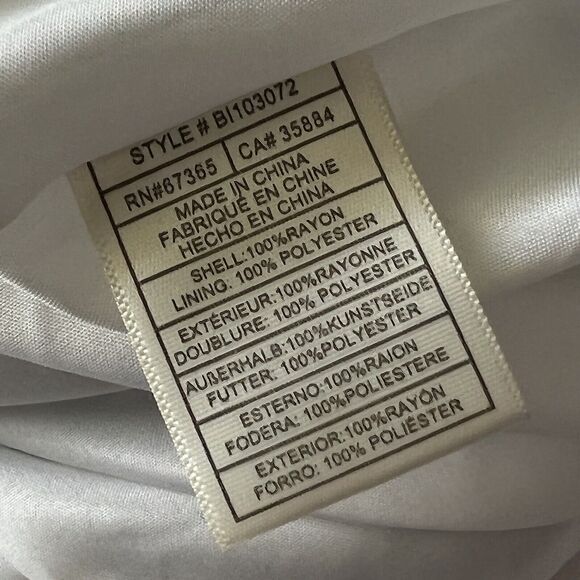 STYLE # BI103072
RN#67365 CA# 35884
MADE IN CHINA
FABRIQUE EN CHINE
HECHO EN CHINA
SHELL:100%RAYON
LINING: 100% POLYESTER
EXTÉRIEUR:100%RAYONNE
DOUBLURE: 100% POLYESTER
AUßERHALB:100%KUNSTSEIDE
FUTTER: 100%POLYESTER
ESTERNO:100%RAION
FODERA: 100%POLIESTERE
EXTERIOR:100%RAYÓN
FORRO: 100% POLIÉSTER